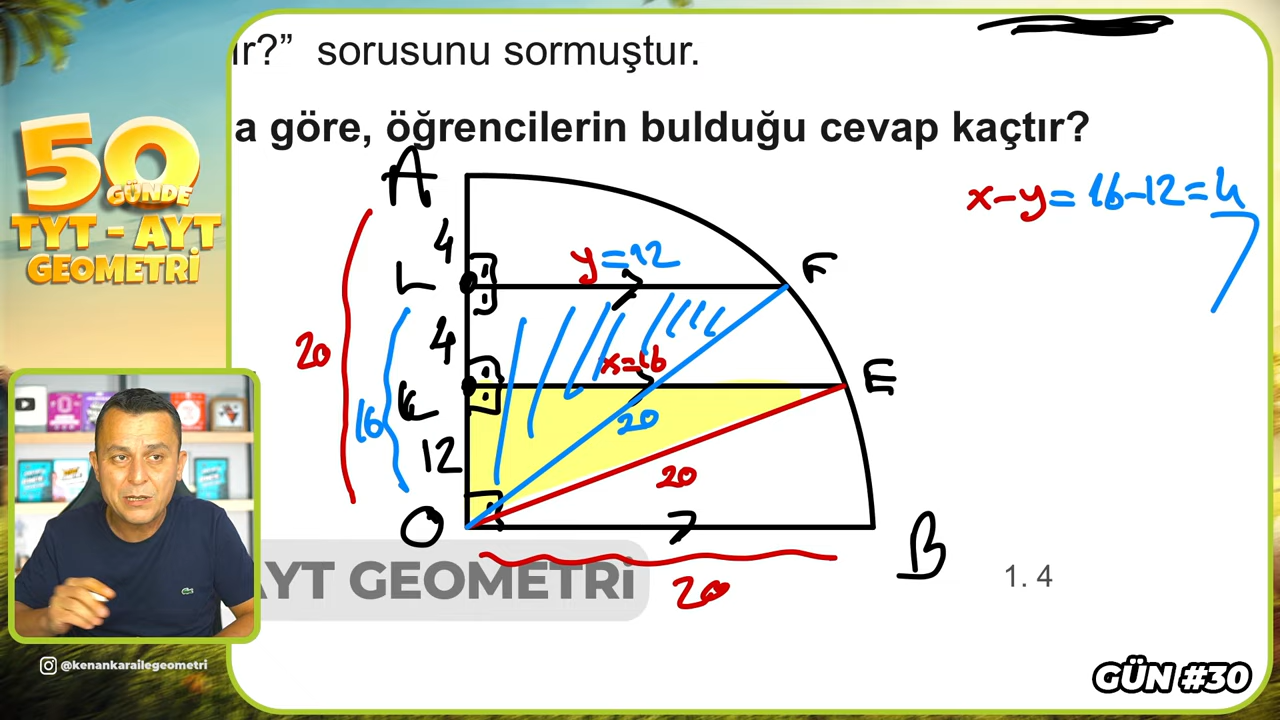 ır?” sorusunu sormuştur.
a göre, öğrencilerin bulduğu cevap kaçtır?
50
GÜNDE
TYT - AYT
GEOMETRİ
x-y=16-12=4
A
4
y=12
L
F
4
20
x=16
K
E
16
20
12
20
O
B
AYT GEOMETRİ
20
1. 4
@kenankarailegeometri
GÜN #30